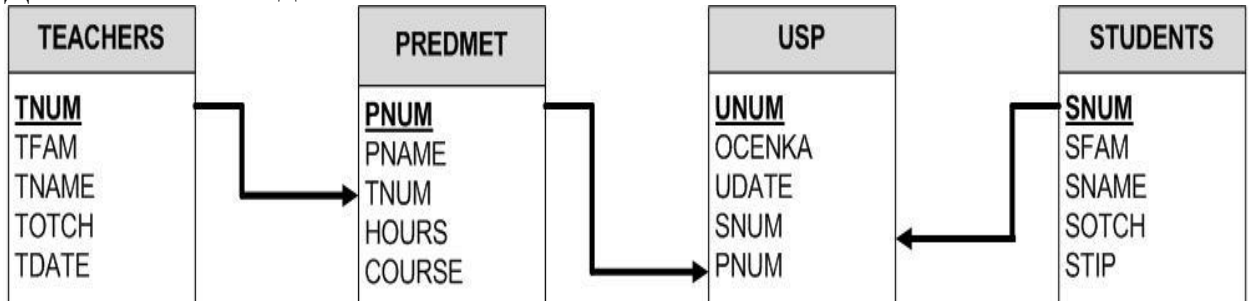 TEACHERS
TNUM
TFAM
TNAME
TOTCH
TDATE
PREDMET
PNUM
PNAME
TNUM
HOURS
COURSE
USP
UNUM
OCENKA
UDATE
SNUM
PNUM
STUDENTS
SNUM
SFAM
SNAME
SOTCH
STIP